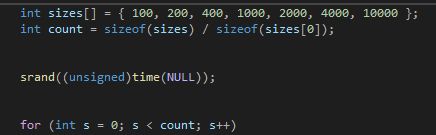 int sizes[] = { 100, 200, 400, 1000, 2000, 4000, 10000 };
int count = sizeof(sizes) / sizeof(sizes[0]);
srand((unsigned)time(NULL));
for (int s = 0; s < count; s++)